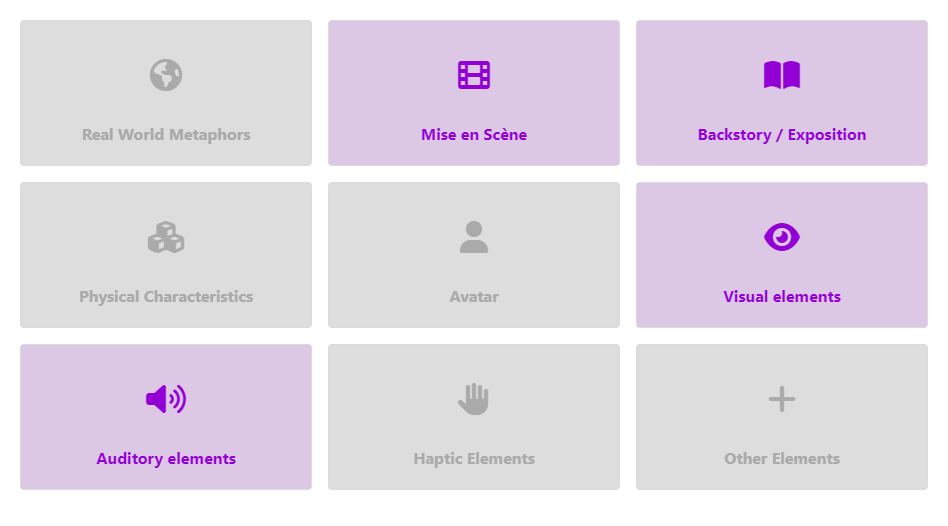 Real World Metaphors
Mise en Scène
Backstory / Exposition
Physical Characteristics
Avatar
Visual elements
Auditory elements
Haptic Elements
Other Elements